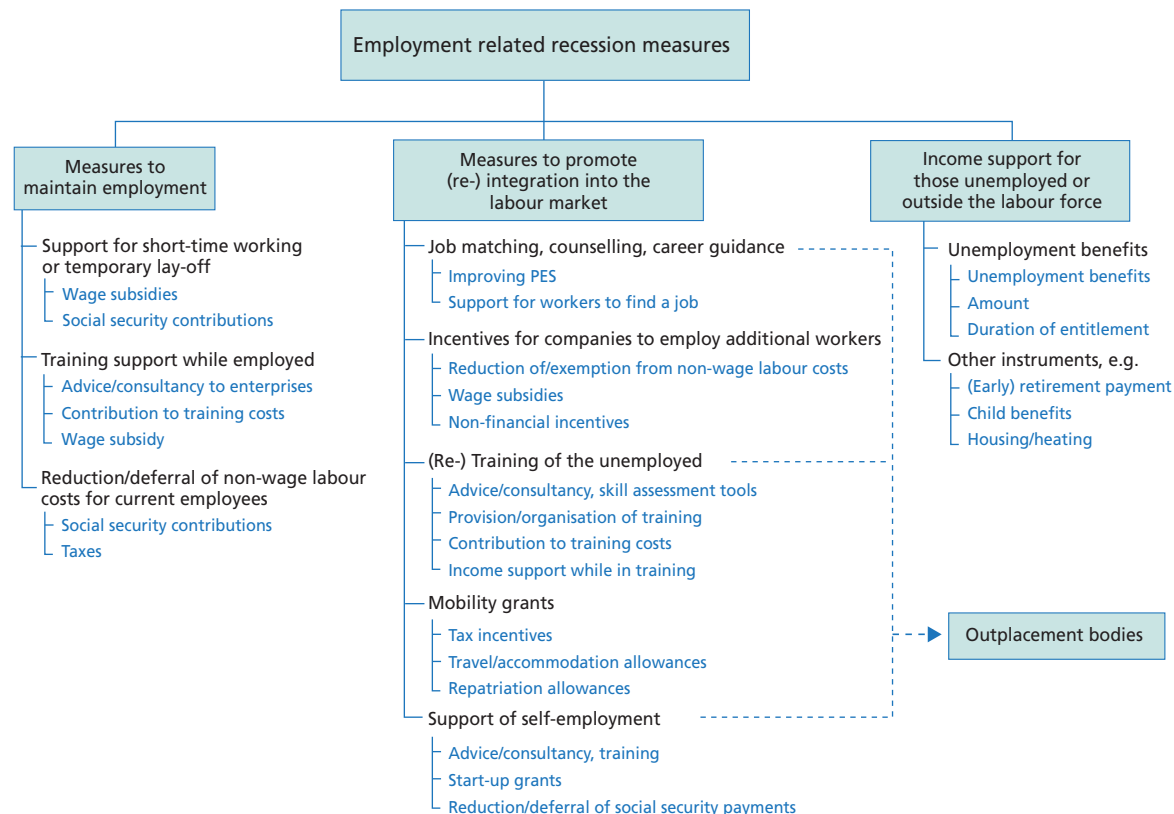 Employment related recession measures
Measures to
maintain employment
Support for short-time working
or temporary lay-off
Wage subsidies
Social security contributions
Training support while employed
Advice/consultancy to enterprises
Contribution to training costs
Wage subsidy
Reduction/deferral of non-wage labour
costs for current employees
Social security contributions
Taxes
Measures to promote
(re-) integration into the
labour market
Job matching, counselling, career guidance
Improving PES
Support for workers to find a job
Incentives for companies to employ additional workers
Reduction of/exemption from non-wage labour costs
Wage subsidies
Non-financial incentives
(Re-) Training of the unemployed
Advice/consultancy, skill assessment tools
Provision/organisation of training
Contribution to training costs
Income support while in training
Mobility grants
Tax incentives
Travel/accommodation allowances
Repatriation allowances
Support of self-employment
Advice/consultancy, training
Start-up grants
Reduction/deferral of social security payments
Income support for
those unemployed or
outside the labour force
Unemployment benefits
Unemployment benefits
Amount
Duration of entitlement
Other instruments, e.g.
(Early) retirement payment
Child benefits
Housing/heating
Outplacement bodies